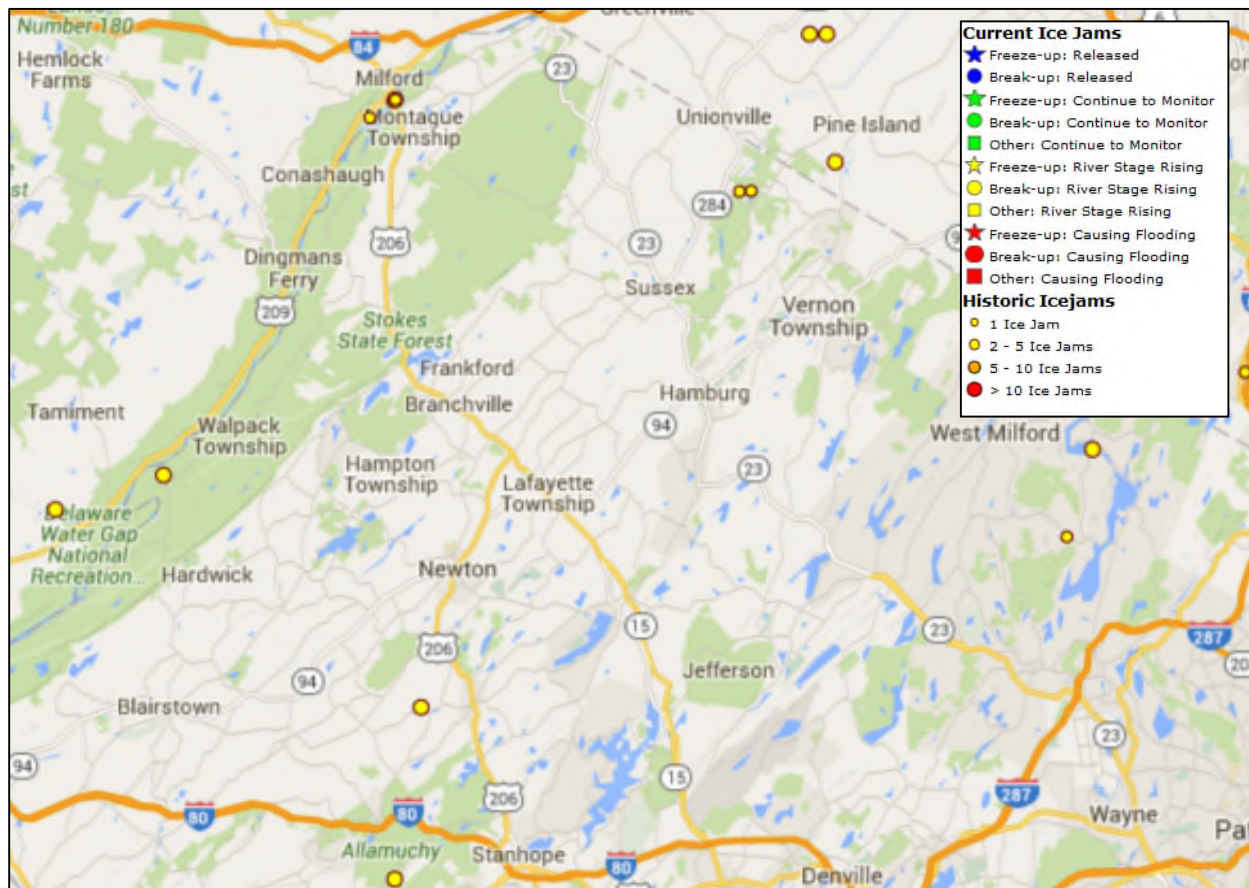 Number 180
Hemlock
Farms
84
Milford
Montague
Township
23
Greenville
Unionville
Pine Island
6
Conashaugh
284
206
23
Dingmans
Ferry
Sussex
Vernon
Township
209
Stokes
State Forest
Frankford
Hamburg
Tamiment
Branchville
94
West Milford
Walpack
Township
Hampton
Township
23
Lafayette
Township
Delaware
Water Gap
National
Recreation...
Hardwick
Newton
15
23
287
206
Jefferson
94
Blairstown
23
94
15
80
80
206
287
Wayne
Allamuchy
Stanhope
80
Denville
Current Ice Jams
Freeze-up: Released
Break-up: Released
Freeze-up: Continue to Monitor
Break-up: Continue to Monitor
Other: Continue to Monitor
Freeze-up: River Stage Rising
Break-up: River Stage Rising
Other: River Stage Rising
Freeze-up: Causing Flooding
Break-up: Causing Flooding
Other: Causing Flooding
Historic Icejams
1 Ice Jam
2 - 5 Ice Jams
5 - 10 Ice Jams
> 10 Ice Jams